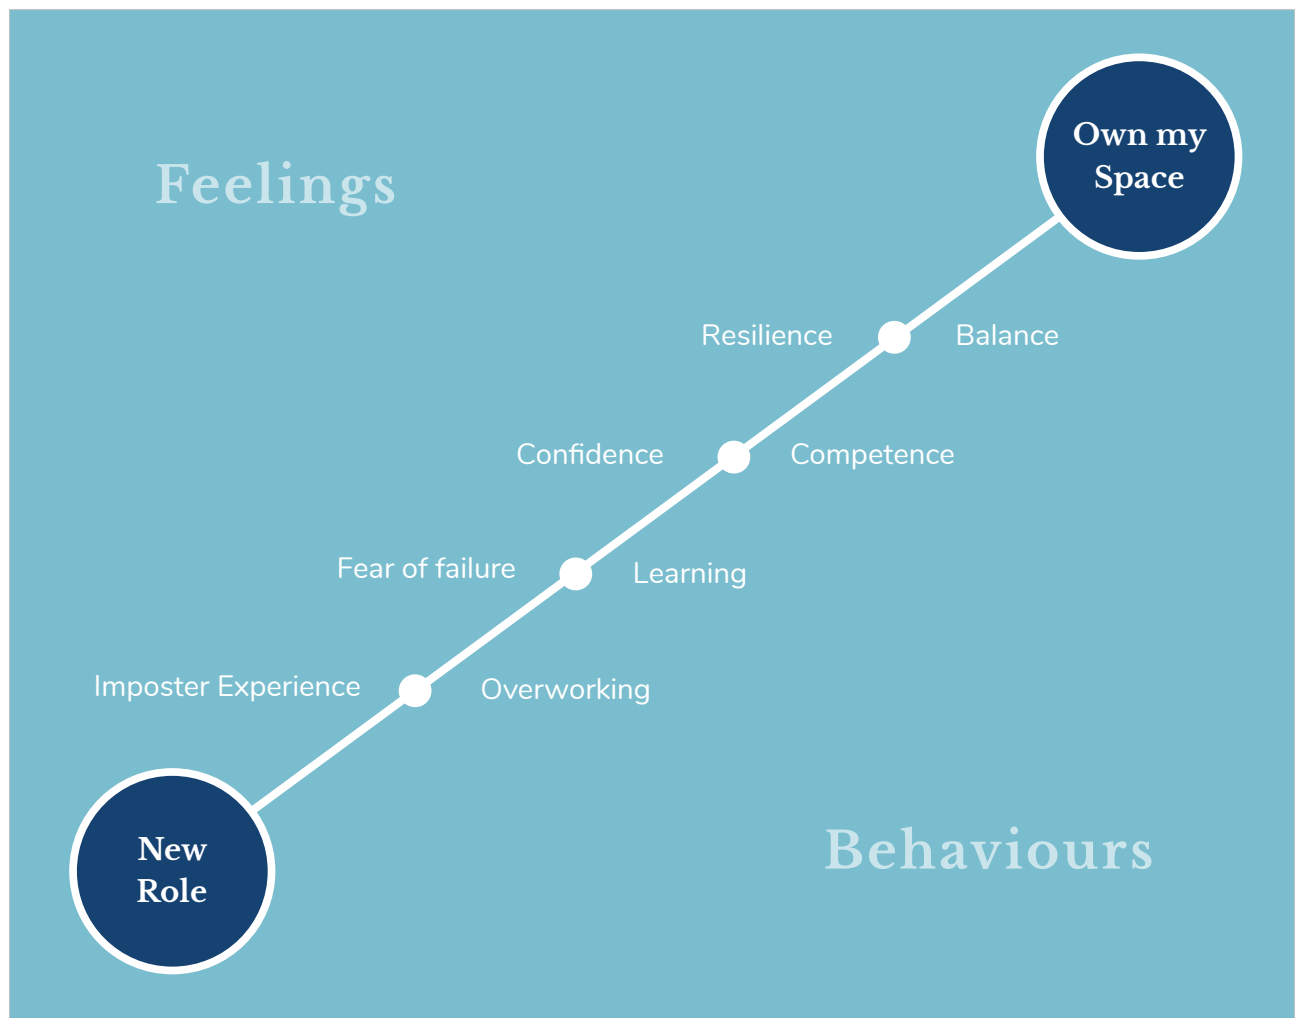 Own my
Space
Feelings
Resilience
Balance
Confidence
Competence
Fear of failure
Learning
Imposter Experience
Overworking
New
Role
Behaviours